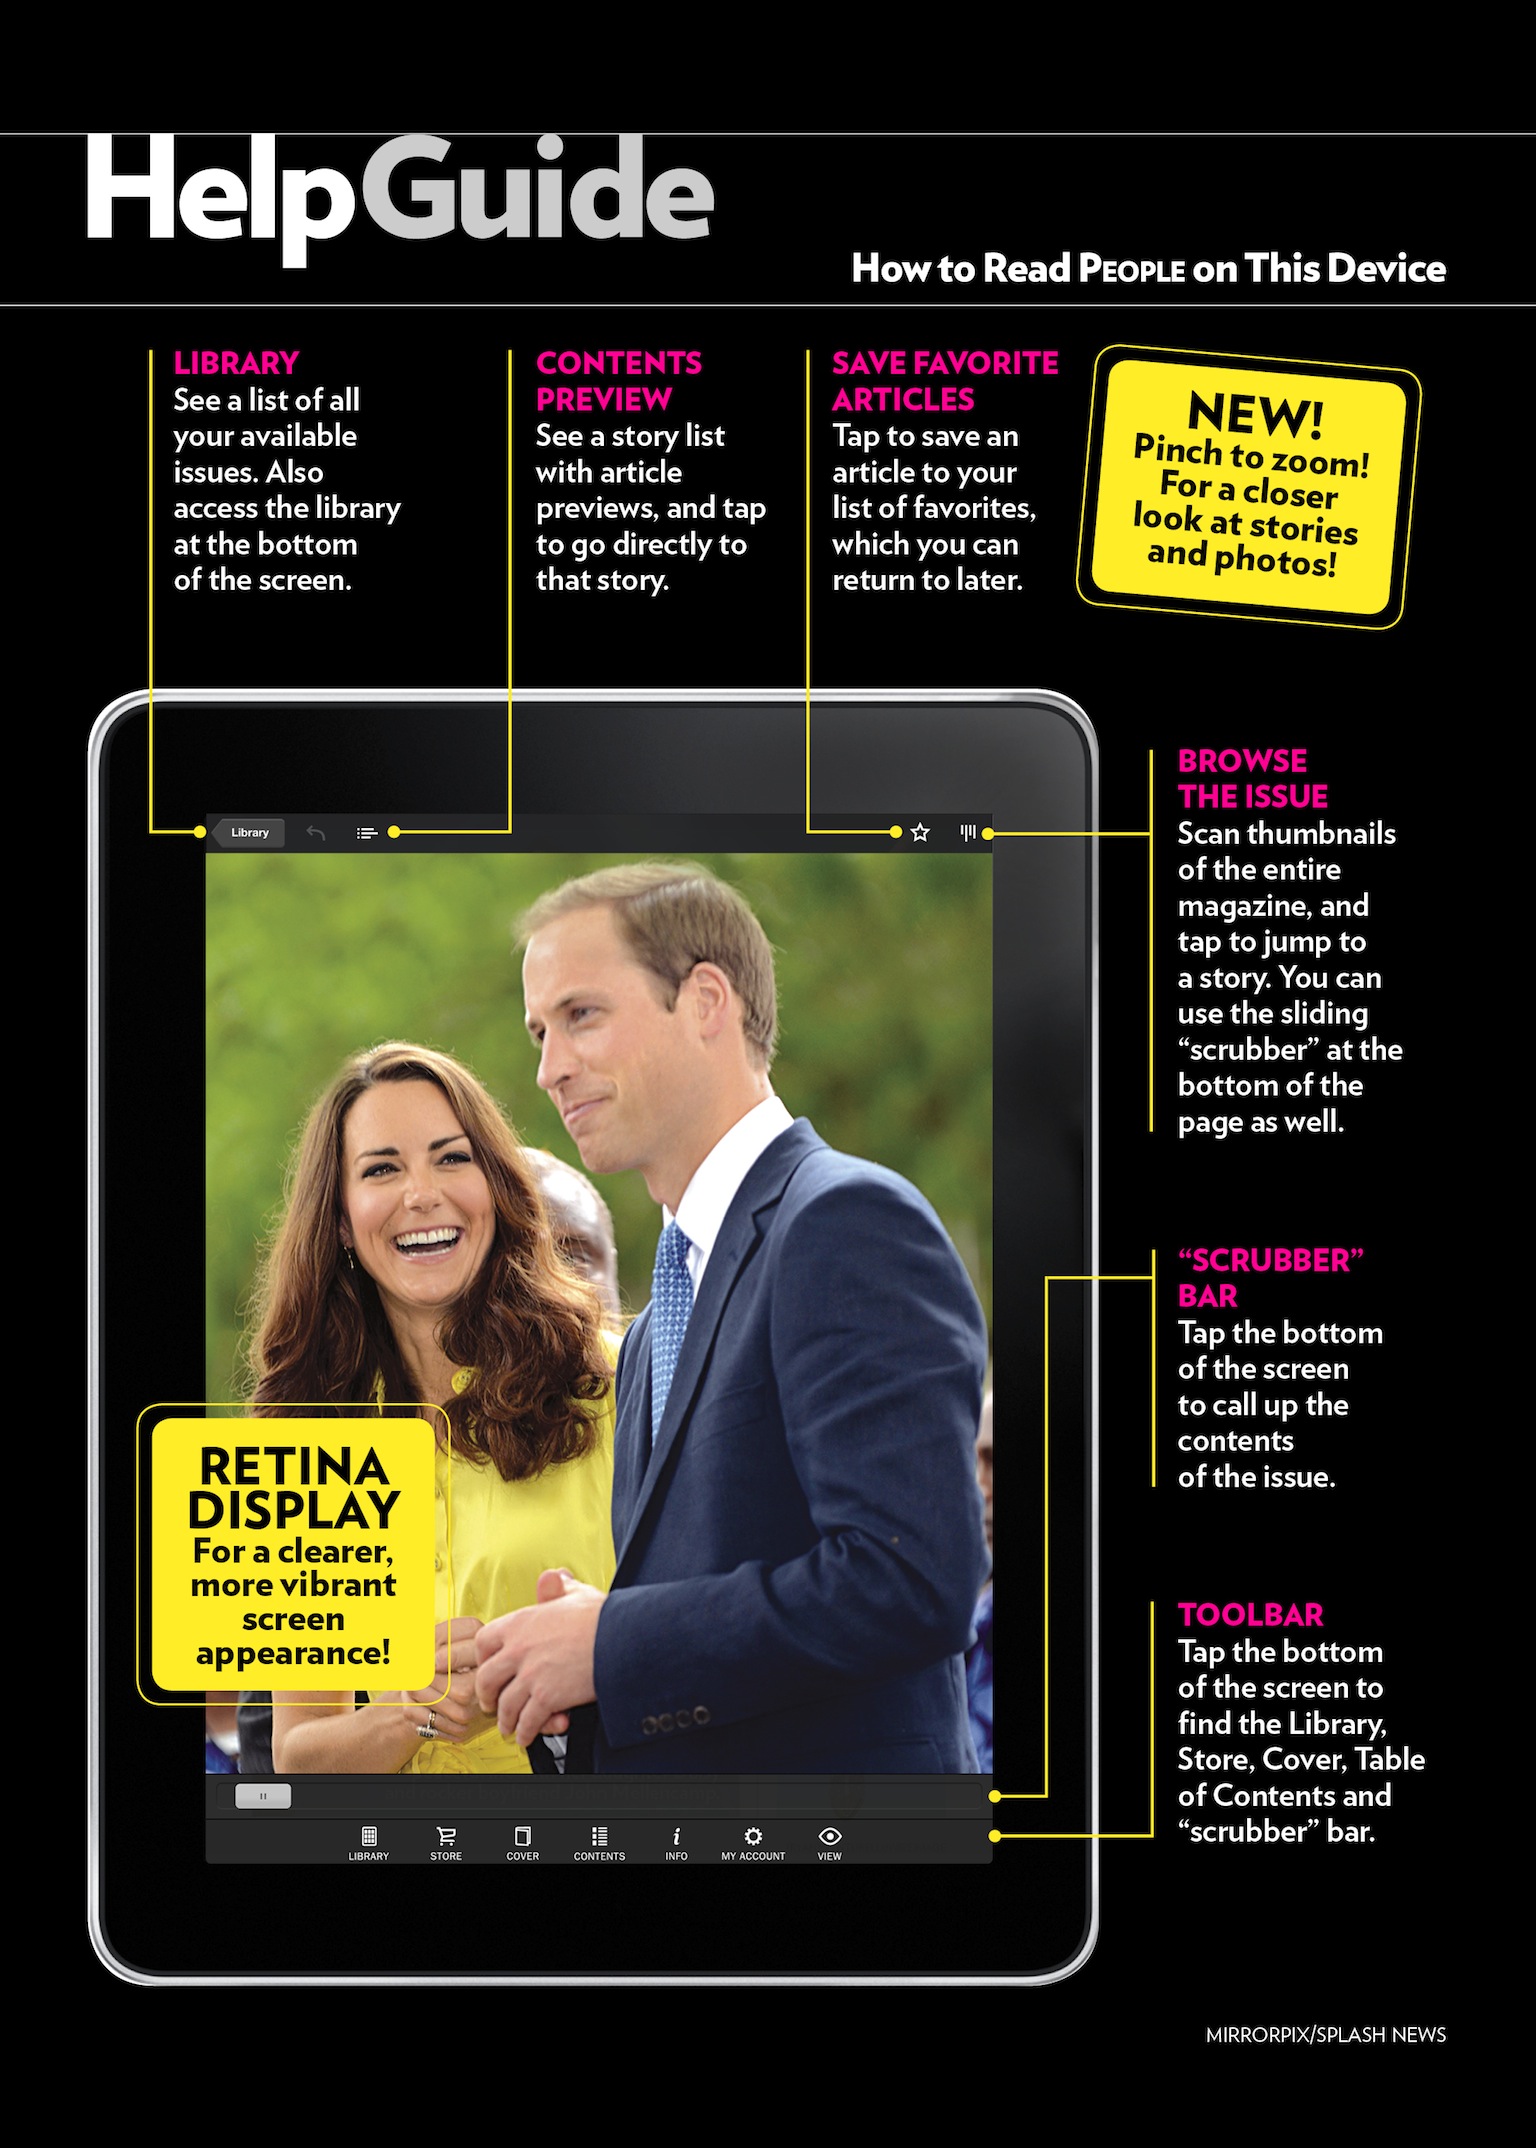 HelpGuide
How to Read PEOPLE on This Device
LIBRARY
See a list of all
your available
issues. Also
access the library
at the bottom
of the screen.
CONTENTS
PREVIEW
See a story list
with article
previews, and tap
to go directly to
that story.
SAVE FAVORITE
ARTICLES
Tap to save an
article to your
list of favorites,
which you can
return to later.
NEW!
Pinch to zoom!
For a closer
look at stories
and photos!
Library
BROWSE
THE ISSUE
Scan thumbnails
of the entire
magazine, and
tap to jump to
a story. You can
use the sliding
“scrubber” at the
bottom of the
page as well.
“SCRUBBER”
BAR
Tap the bottom
of the screen
to call up the
contents
of the issue.
RETINA
DISPLAY
For a clearer,
more vibrant
screen
appearance!
TOOLBAR
Tap the bottom
of the screen to
find the Library,
Store, Cover, Table
of Contents and
“scrubber” bar.
LIBRARY STORE COVER CONTENTS INFO MY ACCOUNT VIEW
MIRRORPIX/SPLASH NEWS